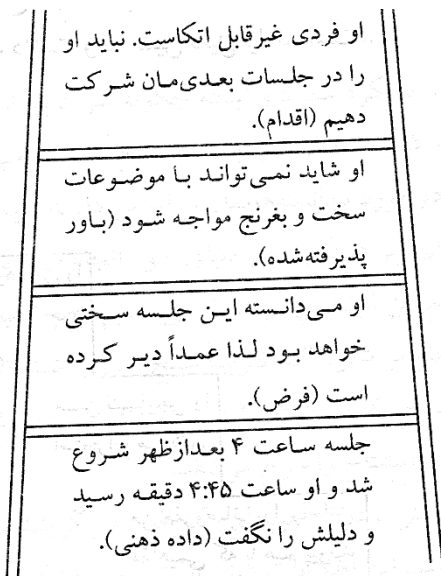 او فردی غیرقابل اتکاست. نباید او
را در جلسات بعدی‌مان شرکت
دهیم (اقدام).
او شاید نمی‌تواند با موضوعات
سخت و بغرنج مواجه شود (باور
پذیرفته‌شده).
او می‌دانسته این جلسه سختی
خواهد بود لذا عمداً دیر کرده
است (فرض).
جلسه ساعت ۴ بعدازظهر شروع
شد و او ساعت ۴:۴۵ دقیقه رسید
و دلیلش را نگفت (داده ذهنی).